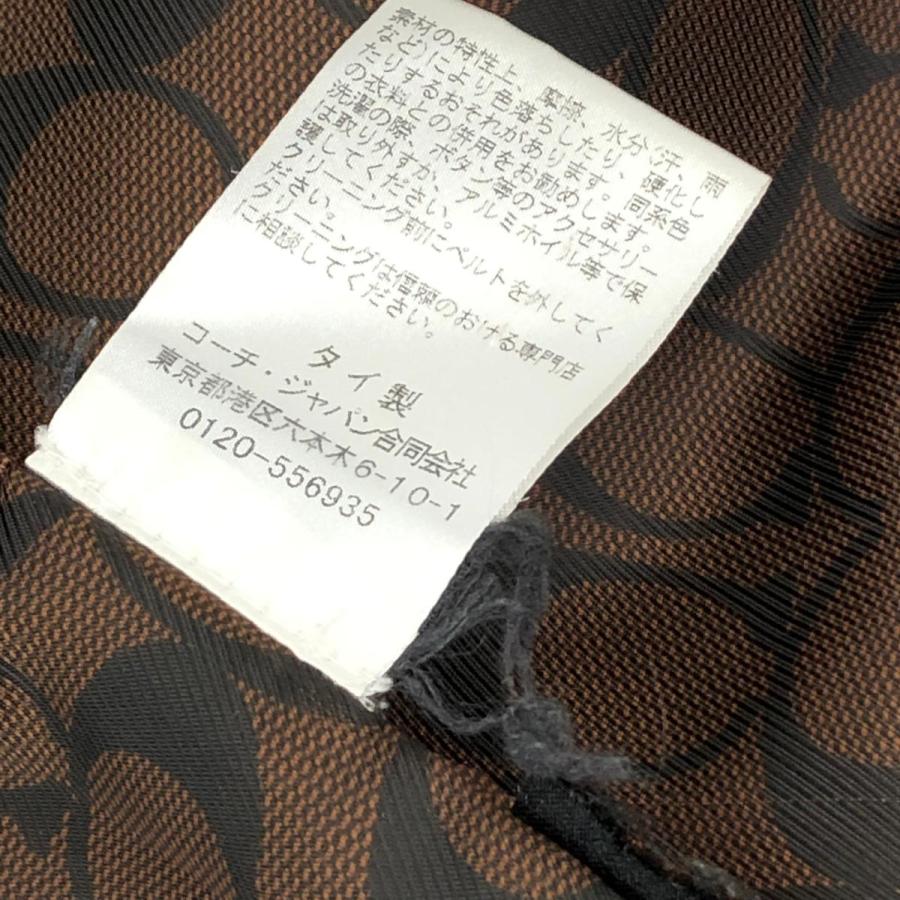 素材の特性上、摩擦、水分(汗、雨
など)により色落ちしたり、硬化し
たりするおそれがあります。同系色
の衣料との併用をお勧めします。
洗濯の際、ボタン等のアクセサリー
は取り外すか、アルミホイル等で保
護してください。
クリーニング前にベルトを外してく
ださい。
クリーニングは信頼のおける専門店
に相談してください。
タイ製
コーチ・ジャパン合同会社
東京都港区六本木6-10-1
0120-556935